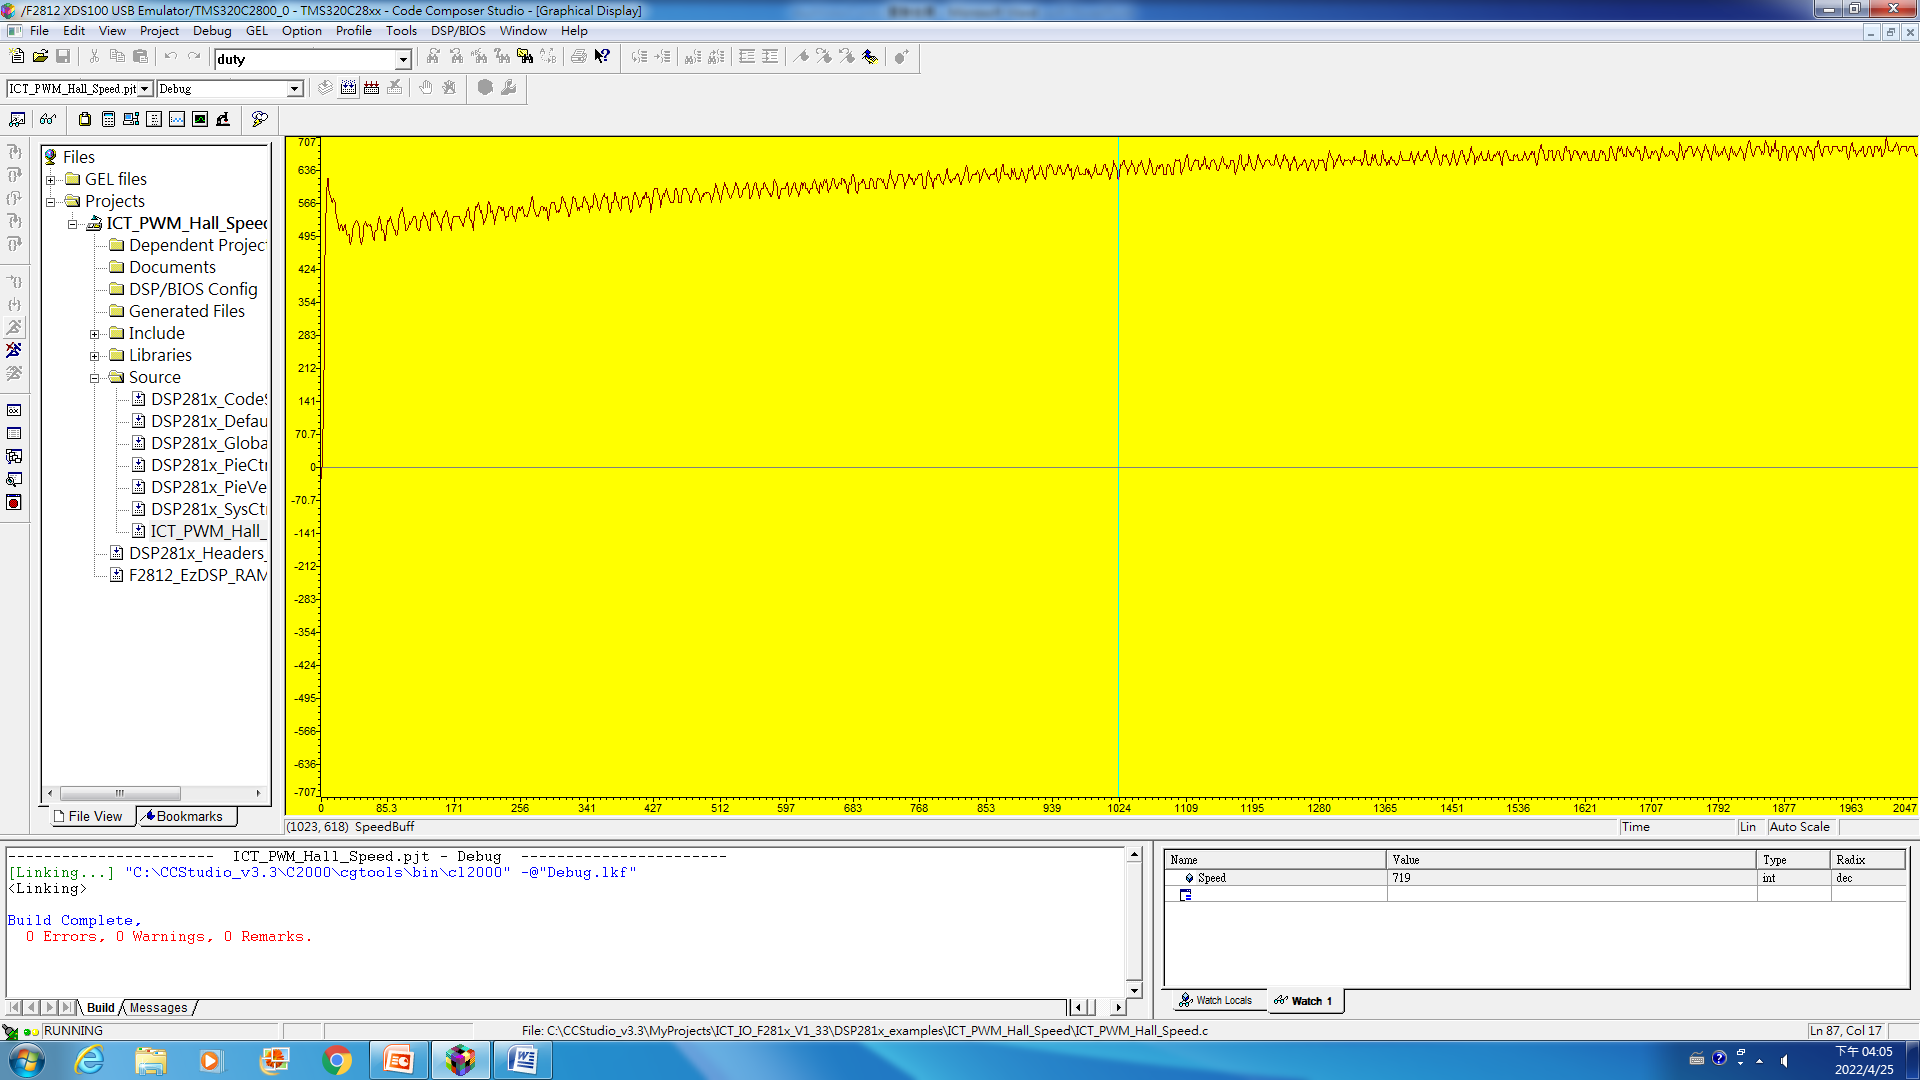 /F2812 XDS100 USB Emulator/TMS320C2800_0 - TMS320C28xx - Code Composer Studio - [Graphical Display]
File Edit View Project Debug GEL Option Profile Tools DSP/BIOS Window Help
duty
ICT_PWM_Hall_Speed.pjt Debug
Files
GEL files
Projects
ICT_PWM_Hall_Speed
Dependent Projec
Documents
DSP/BIOS Config
Generated Files
Include
Libraries
Source
DSP281x_Code
DSP281x_Defau
DSP281x_Globa
DSP281x_PieCt
DSP281x_PieVe
DSP281x_SysCt
ICT_PWM_Hall_
DSP281x_Headers_
F2812_EzDSP_RAM
File View Bookmarks
707
636
566
495
424
354
283
212
141
70.7
0
-70.7
-141
-212
-283
-354
-424
-495
-566
-636
-707
0 85.3 171 256 341 427 512 597 683 768 853 939 1024 1109 1195 1280 1365 1451 1536 1621 1707 1792 1877 1963 2047
(1023, 618) SpeedBuff Time Lin Auto Scale
----------------------- ICT_PWM_Hall_Speed.pjt - Debug -----------------------
[Linking...] "C:\CCStudio_v3.3\C2000\cgtools\bin\cl2000" -@"Debug.lkf"
<Linking>
Build Complete,
0 Errors, 0 Warnings, 0 Remarks.
Build Messages
Name Value Type Radix
Speed 719 int dec
Watch Locals Watch 1
RUNNING File: C:\CCStudio_v3.3\MyProjects\ICT_IO_F281x_V1_33\DSP281x_examples\ICT_PWM_Hall_Speed\ICT_PWM_Hall_Speed.c Ln 87, Col 17
下午 04:05
2022/4/25